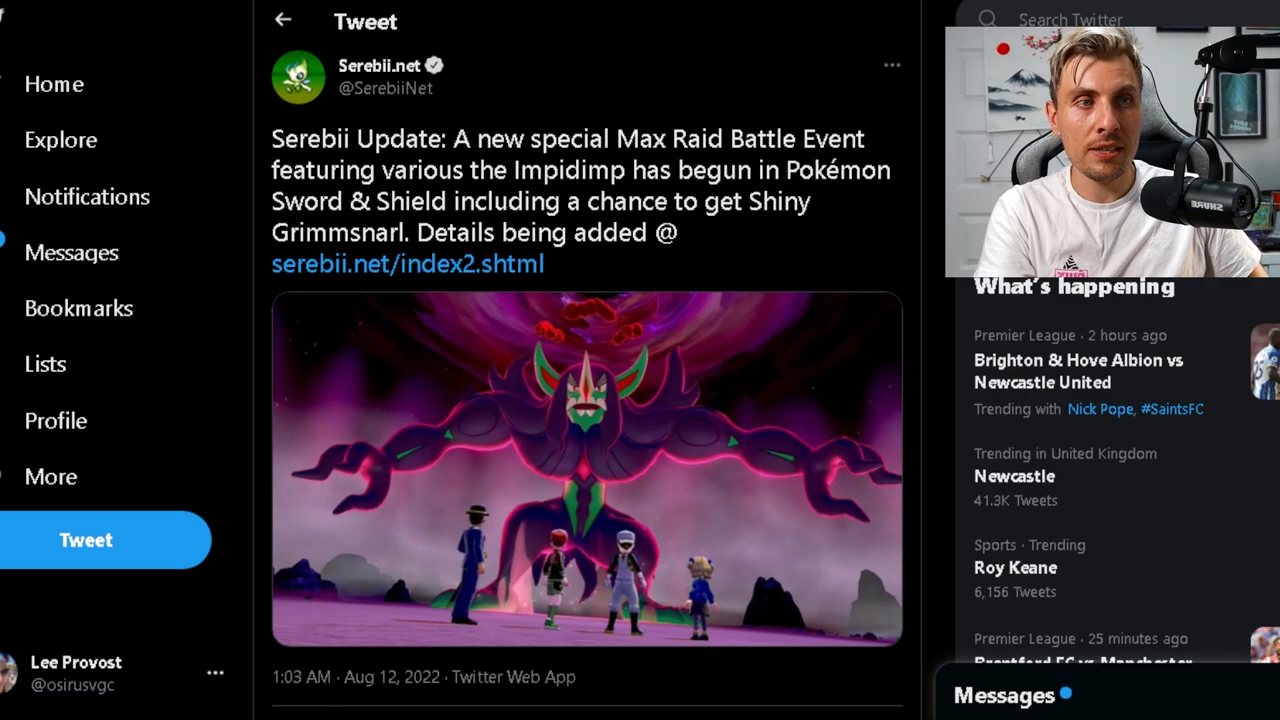 Home
Explore
Notifications
Messages
Bookmarks
Lists
Profile
More
Tweet
Lee Provost
@osirusvgc
Tweet
Serebii.net
@SerebiiNet
Serebii Update: A new special Max Raid Battle Event
featuring various the Impidimp has begun in Pokémon
Sword & Shield including a chance to get Shiny
Grimmsnarl. Details being added @
serebii.net/index2.shtml
1:03 AM · Aug 12, 2022 · Twitter Web App
Search Twitter
SHURE
What's happening
Premier League · 2 hours ago
Brighton & Hove Albion vs
Newcastle United
Trending with Nick Pope, #SaintsFC
Trending in United Kingdom
Newcastle
41.3K Tweets
Sports · Trending
Roy Keane
6,156 Tweets
Premier League · 25 minutes ago
Brentford FC vs Manchester
Messages